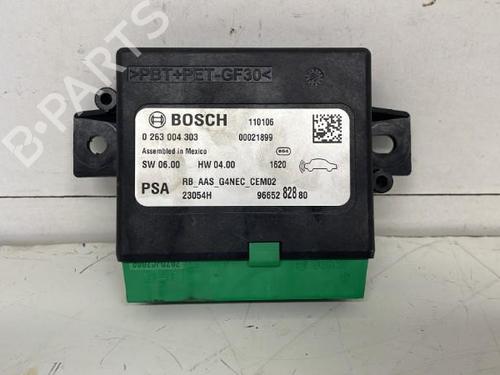 >PBT+PET-GF30<
BOSCH 110106
0 263 004 303 00021899
Assembled in Mexico e54
SW 06.00 HW 04.00 1620
RB_AAS_G4NEC_CEM02
PSA 23054H 96652 828 80
B-Parts